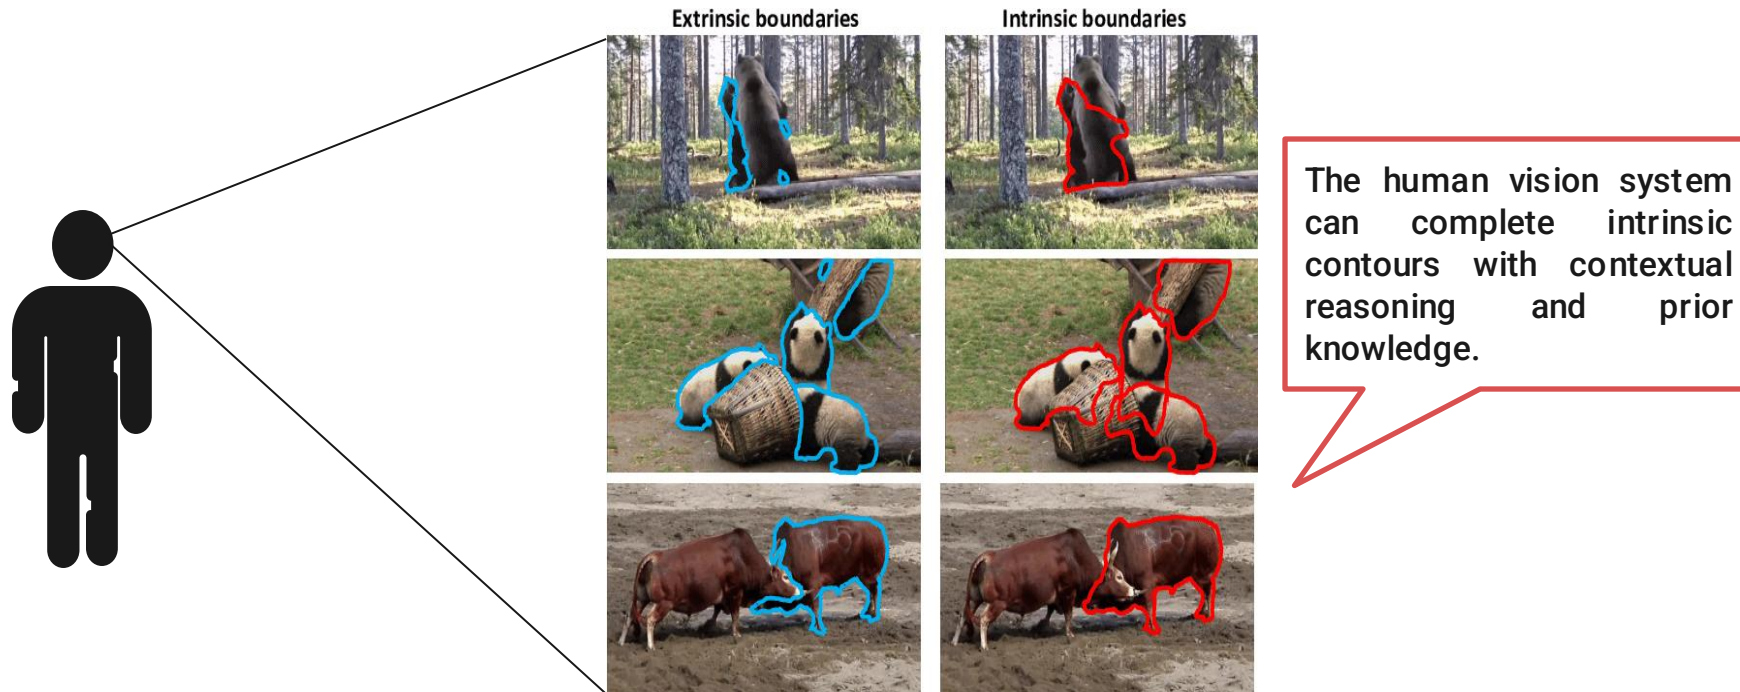 Extrinsic boundaries
Intrinsic boundaries
The human vision system
can complete intrinsic
contours with contextual
reasoning and prior
knowledge.